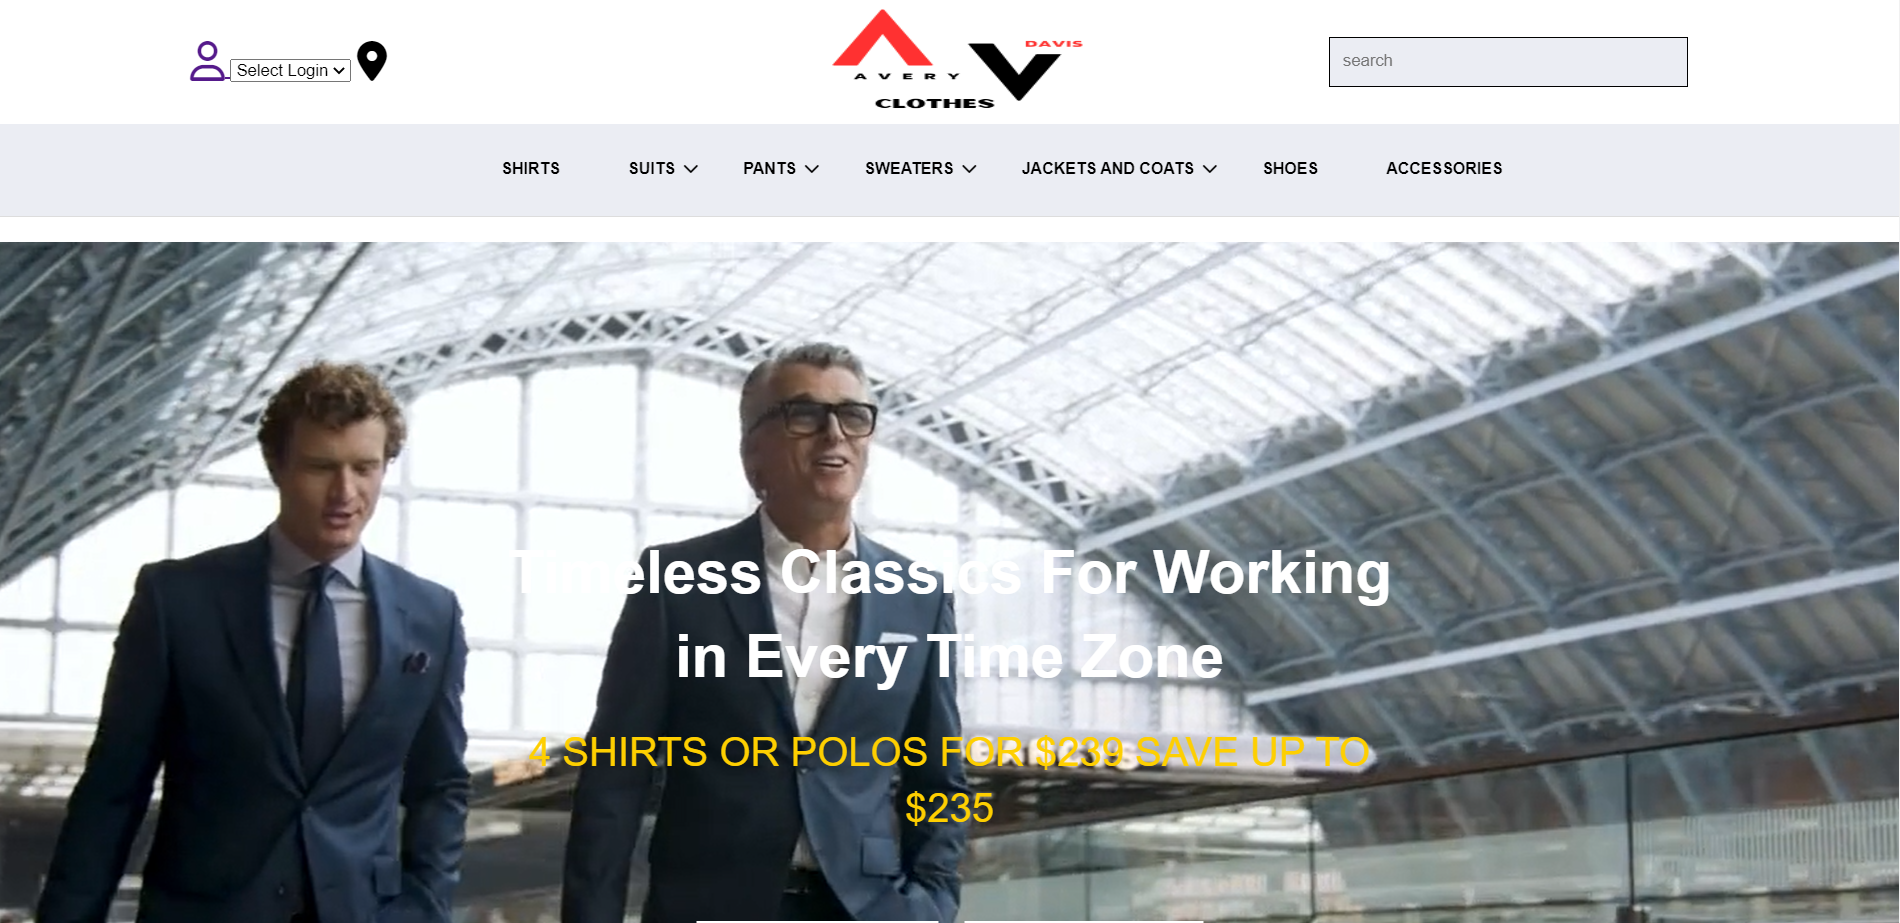 Select Login
AVERY
DAVIS
CLOTHES
search
SHIRTS
SUITS
PANTS
SWEATERS
JACKETS AND COATS
SHOES
ACCESSORIES
Timeless Classics For Working
in Every Time Zone
4 SHIRTS OR POLOS FOR $239 SAVE UP TO
$235